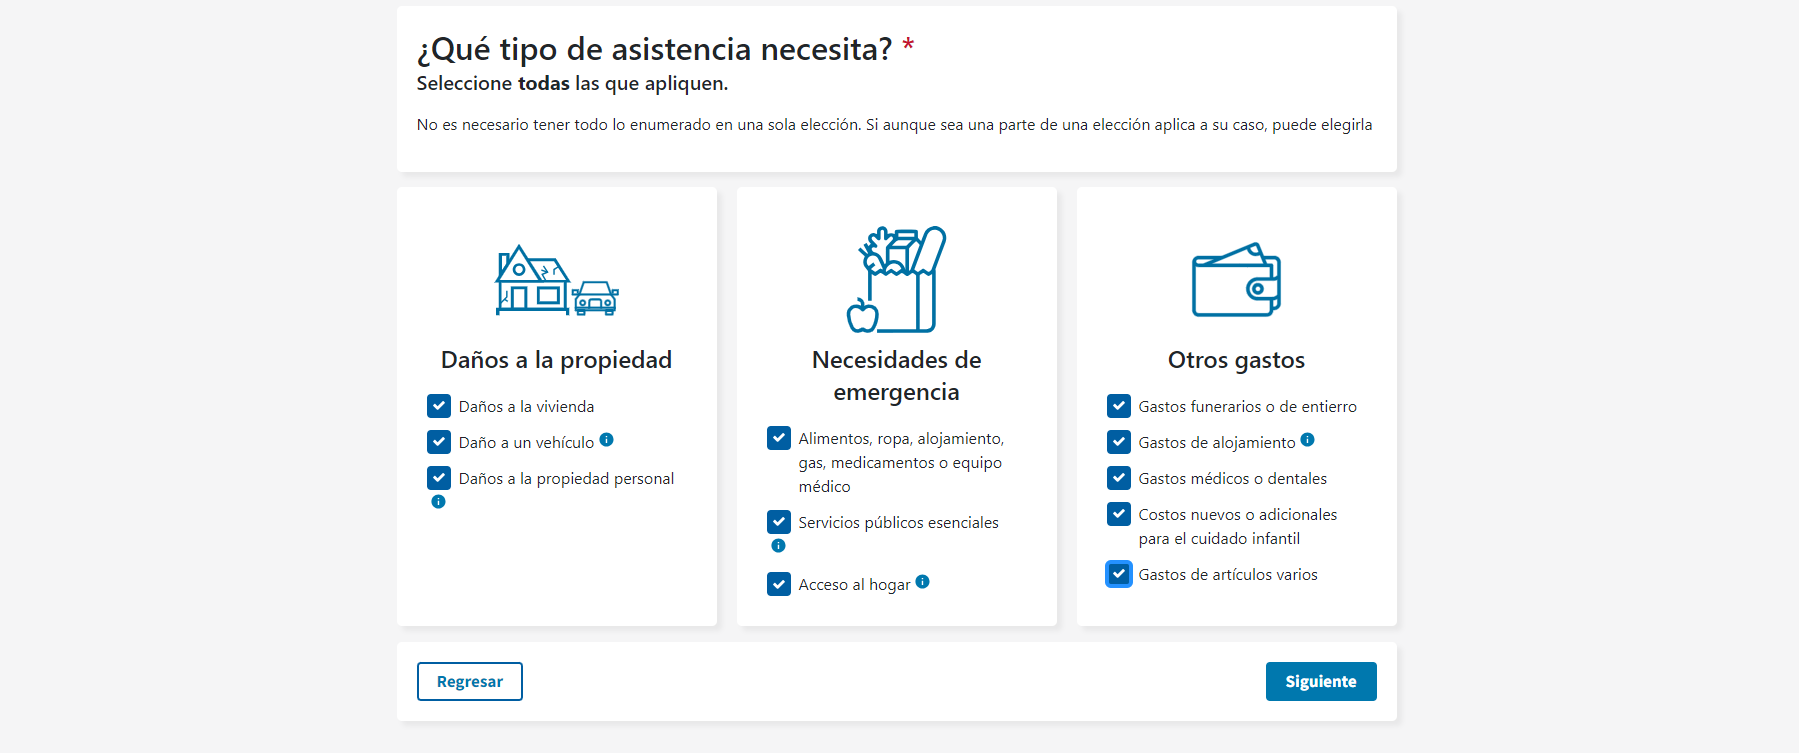 ¿Qué tipo de asistencia necesita? *
Seleccione todas las que apliquen.
No es necesario tener todo lo enumerado en una sola elección. Si aunque sea una parte de una elección aplica a su caso, puede elegirla
Daños a la propiedad
Daños a la vivienda
Daño a un vehículo
Daños a la propiedad personal
Necesidades de
emergencia
Alimentos, ropa, alojamiento,
gas, medicamentos o equipo
médico
Servicios públicos esenciales
Acceso al hogar
Otros gastos
Gastos funerarios o de entierro
Gastos de alojamiento
Gastos médicos o dentales
Costos nuevos o adicionales
para el cuidado infantil
Gastos de artículos varios
Regresar
Siguiente